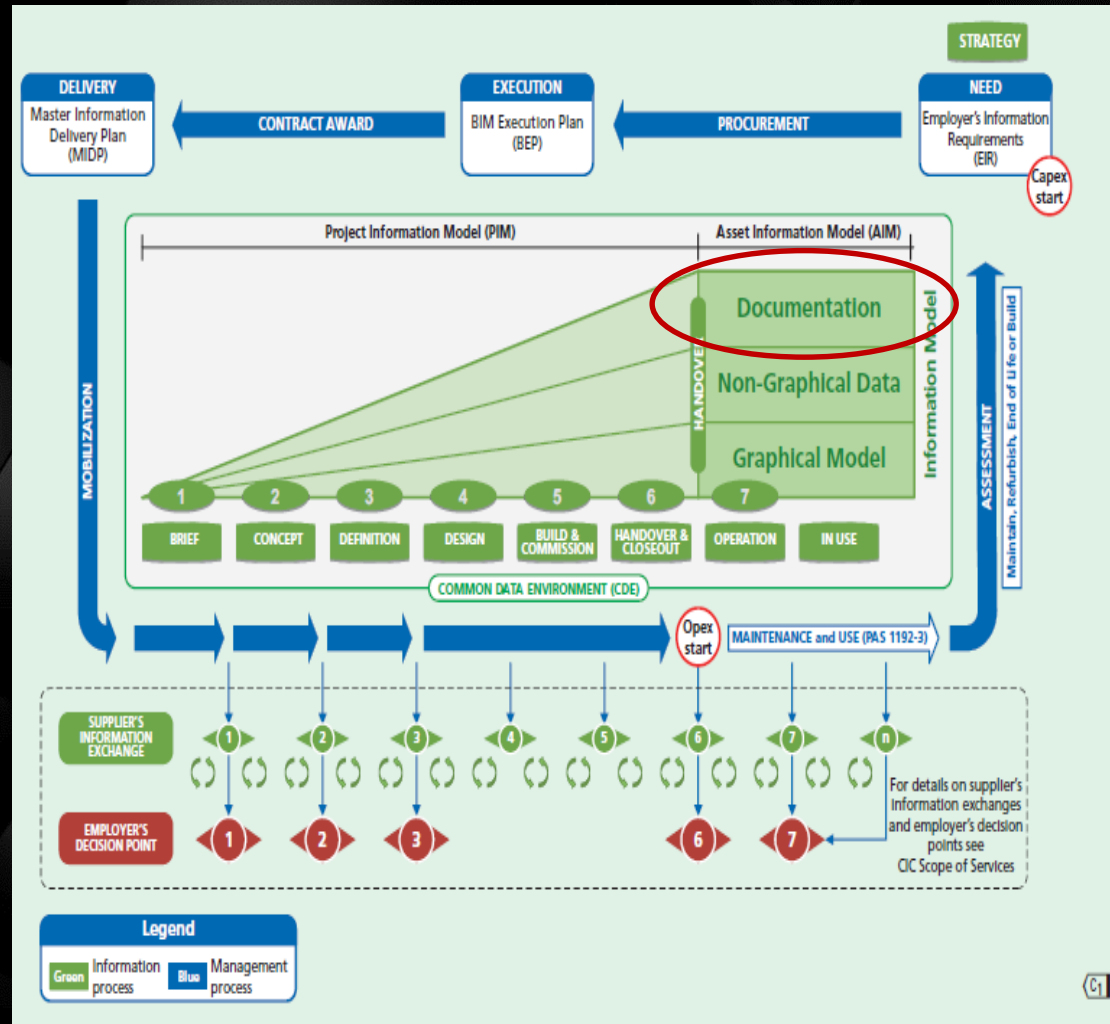 STRATEGY
DELIVERY
Master Information
Delivery Plan
(MIDP)
CONTRACT AWARD
EXECUTION
BIM Execution Plan
(BEP)
PROCUREMENT
NEED
Employer's Information
Requirements
(EIR)
Capex
start
Project Information Model (PIM)
Asset Information Model (AIM)
Documentation
Non-Graphical Data
Graphical Model
HANDOVER
Information Model
MOBILIZATION
ASSESSMENT
Maintain, Refurbish, End of Life or Build
1
2
3
4
5
6
7
BRIEF
CONCEPT
DEFINITION
DESIGN
BUILD &
COMMISSION
HANDOVER &
CLOSEOUT
OPERATION
IN USE
COMMON DATA ENVIRONMENT (CDE)
Opex
start
MAINTENANCE and USE (PAS 1192-3)
SUPPLIER'S
INFORMATION
EXCHANGE
1
2
3
4
5
6
7
n
For details on supplier's
information exchanges
and employer's decision
points see
CIC Scope of Services
EMPLOYER'S
DECISION POINT
1
2
3
6
7
Legend
Green
Information
process
Blue
Management
process
C1